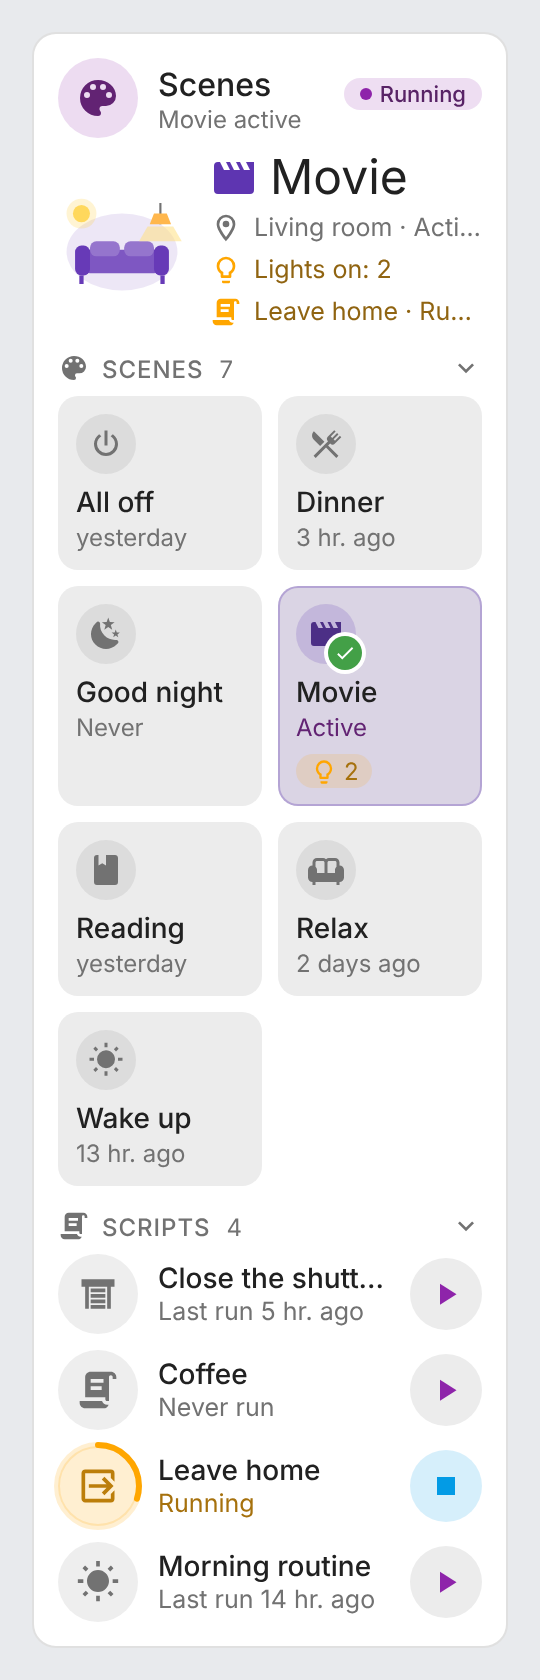 Scenes
Movie active
Running
Movie
Living room · Acti...
Lights on: 2
Leave home · Ru...
SCENES 7
All off
yesterday
Dinner
3 hr. ago
Good night
Never
Movie
Active
2
Reading
yesterday
Relax
2 days ago
Wake up
13 hr. ago
SCRIPTS 4
Close the shutt...
Last run 5 hr. ago
Coffee
Never run
Leave home
Running
Morning routine
Last run 14 hr. ago